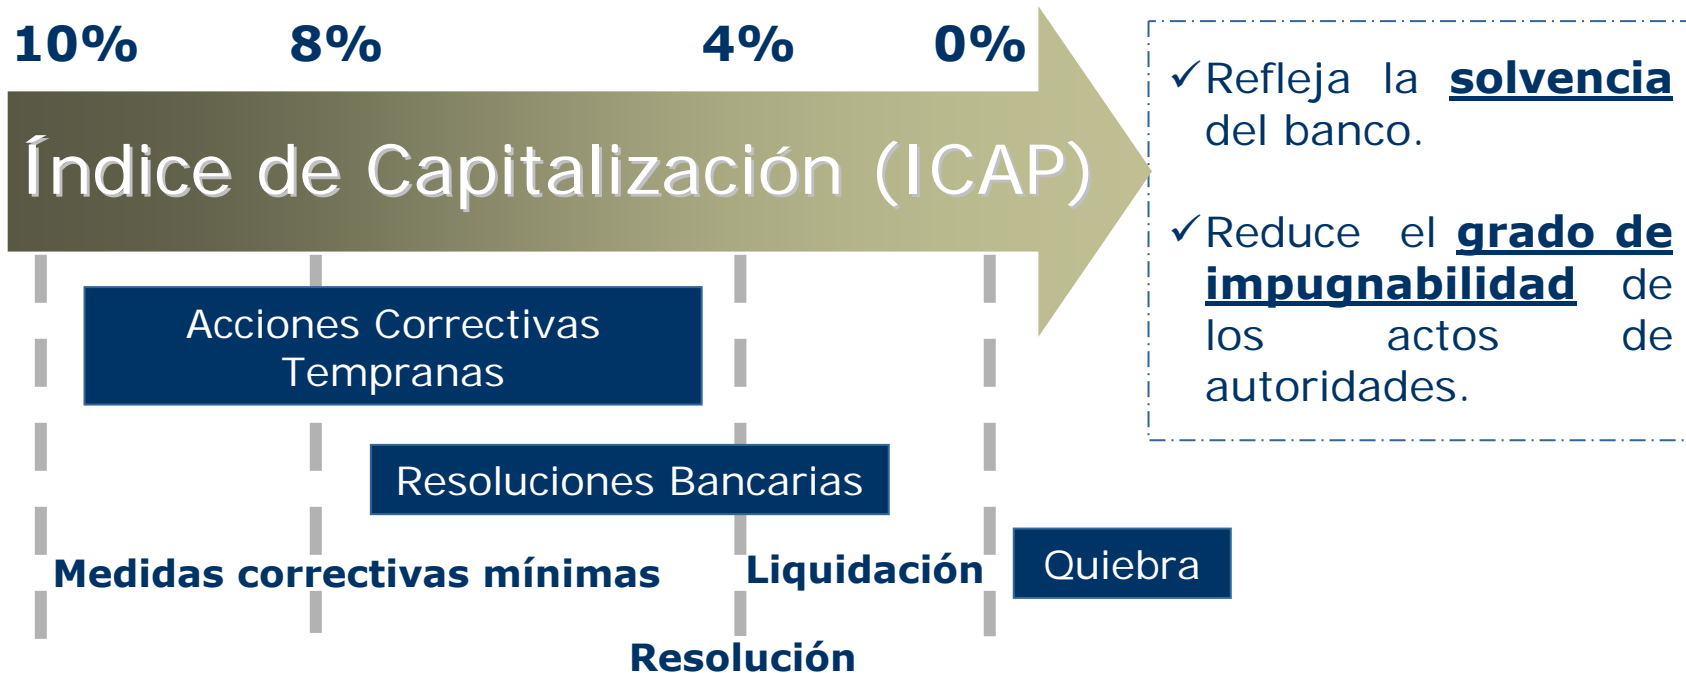 10% 8% 4% 0%
Índice de Capitalización (ICAP)
✓Refleja la solvencia
del banco.
✓Reduce el grado de
impugnabilidad de
los actos de
autoridades.
Acciones Correctivas
Tempranas
Resoluciones Bancarias
Medidas correctivas mínimas
Liquidación
Quiebra
Resolución